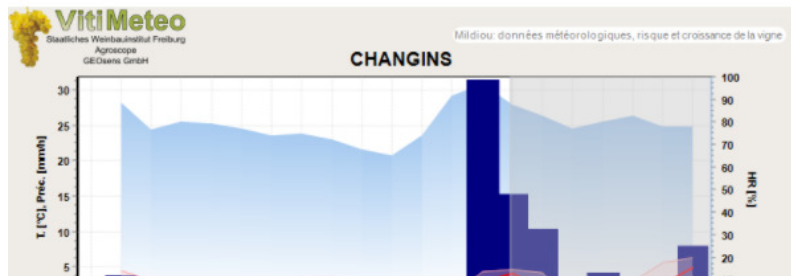 VitiMeteo
Staatliches Weinbauinstitut Freiburg
Agroscope
GEOsens GmbH
Mildiou: données météorologiques, risque et croissance de la vigne
CHANGINS
T. [°C], Préc. [mm/h]
30
25
20
15
10
5
HR [%]
100
90
80
70
60
50
40
30
20